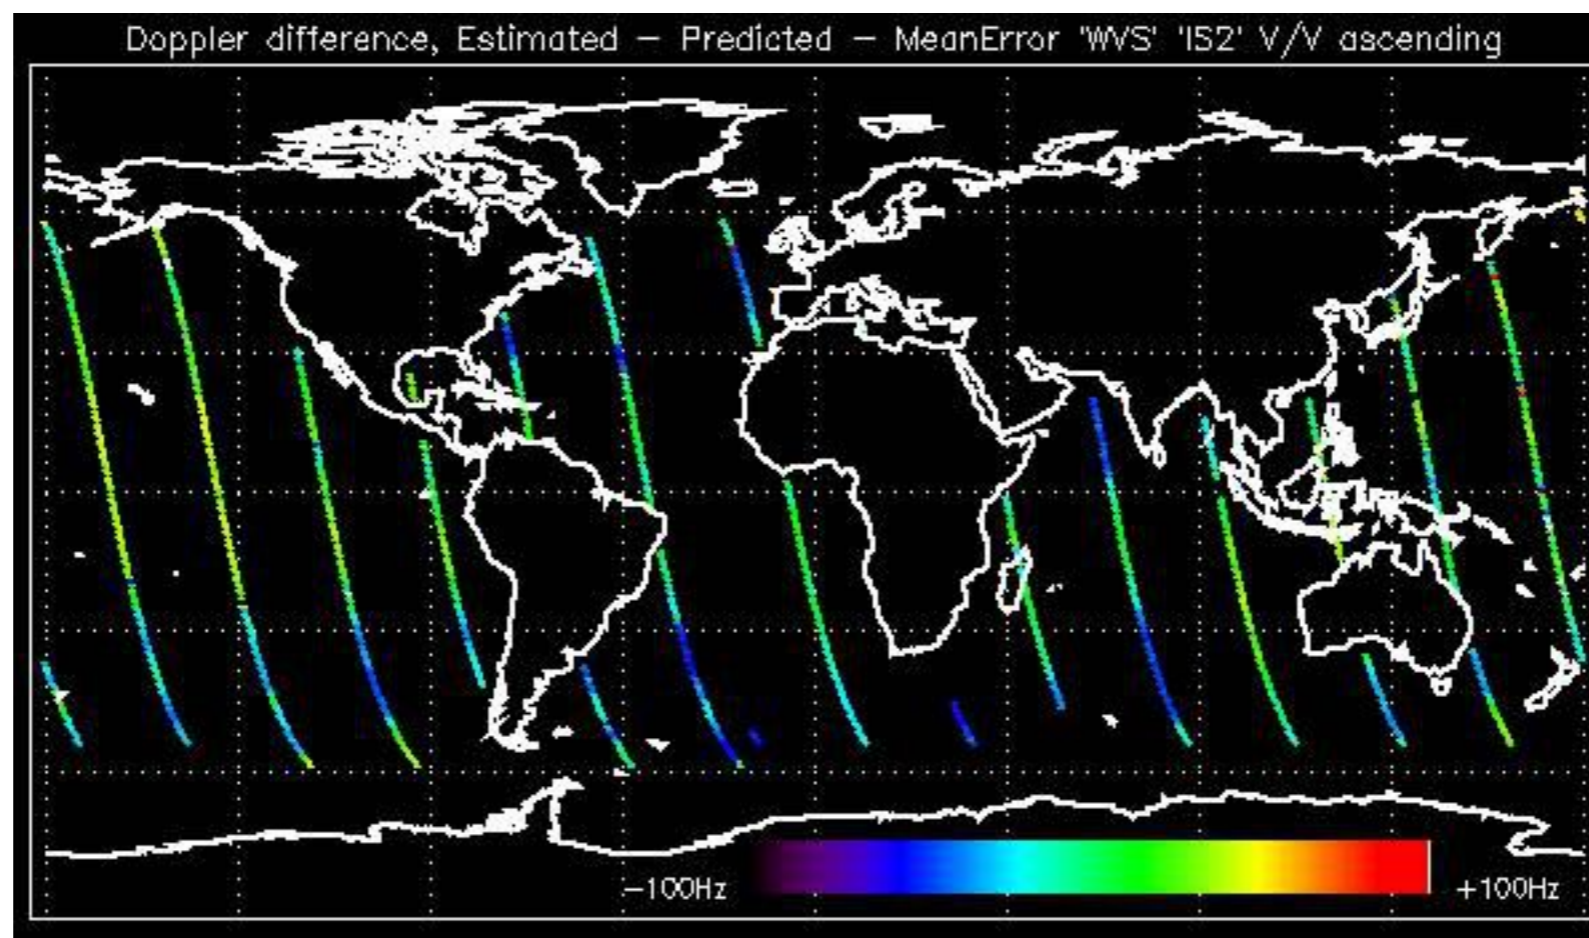 Doppler difference, Estimated – Predicted – MeanError 'WVS' 'IS2' V/V ascending
–100Hz
+100Hz